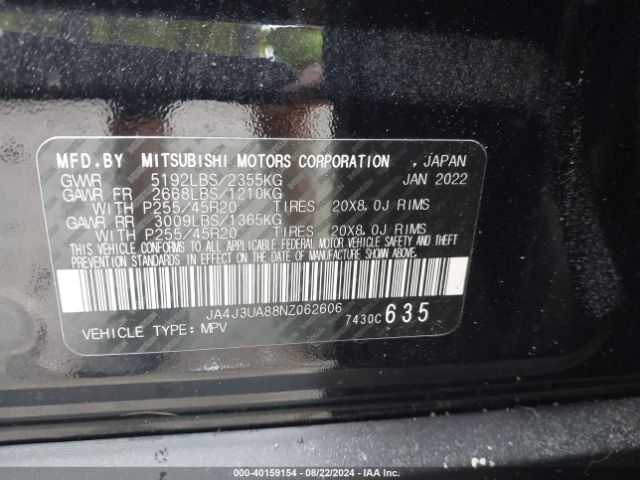 MFD.BY MITSUBISHI MOTORS CORPORATION , JAPAN
GVWR 5192LBS/2355KG JAN 2022
GAWR FR 2668LBS/1210KG
WITH P255/45R20 TIRES 20X8.0J RIMS
GAWR RR 3009LBS/1365KG
WITH P255/45R20 TIRES 20X8.0J RIMS
THIS VEHICLE CONFORMS TO ALL APPLICABLE FEDERAL MOTOR VEHICLE SAFETY AND THEFT
PREVENTION STANDARDS IN EFFECT ON THE DATE OF MANUFACTURE SHOWN ABOVE.
JA4J3UA88NZ062606
VEHICLE TYPE: MPV 7430C 635
000-40159154 - 08/22/2024 - IAA Inc.